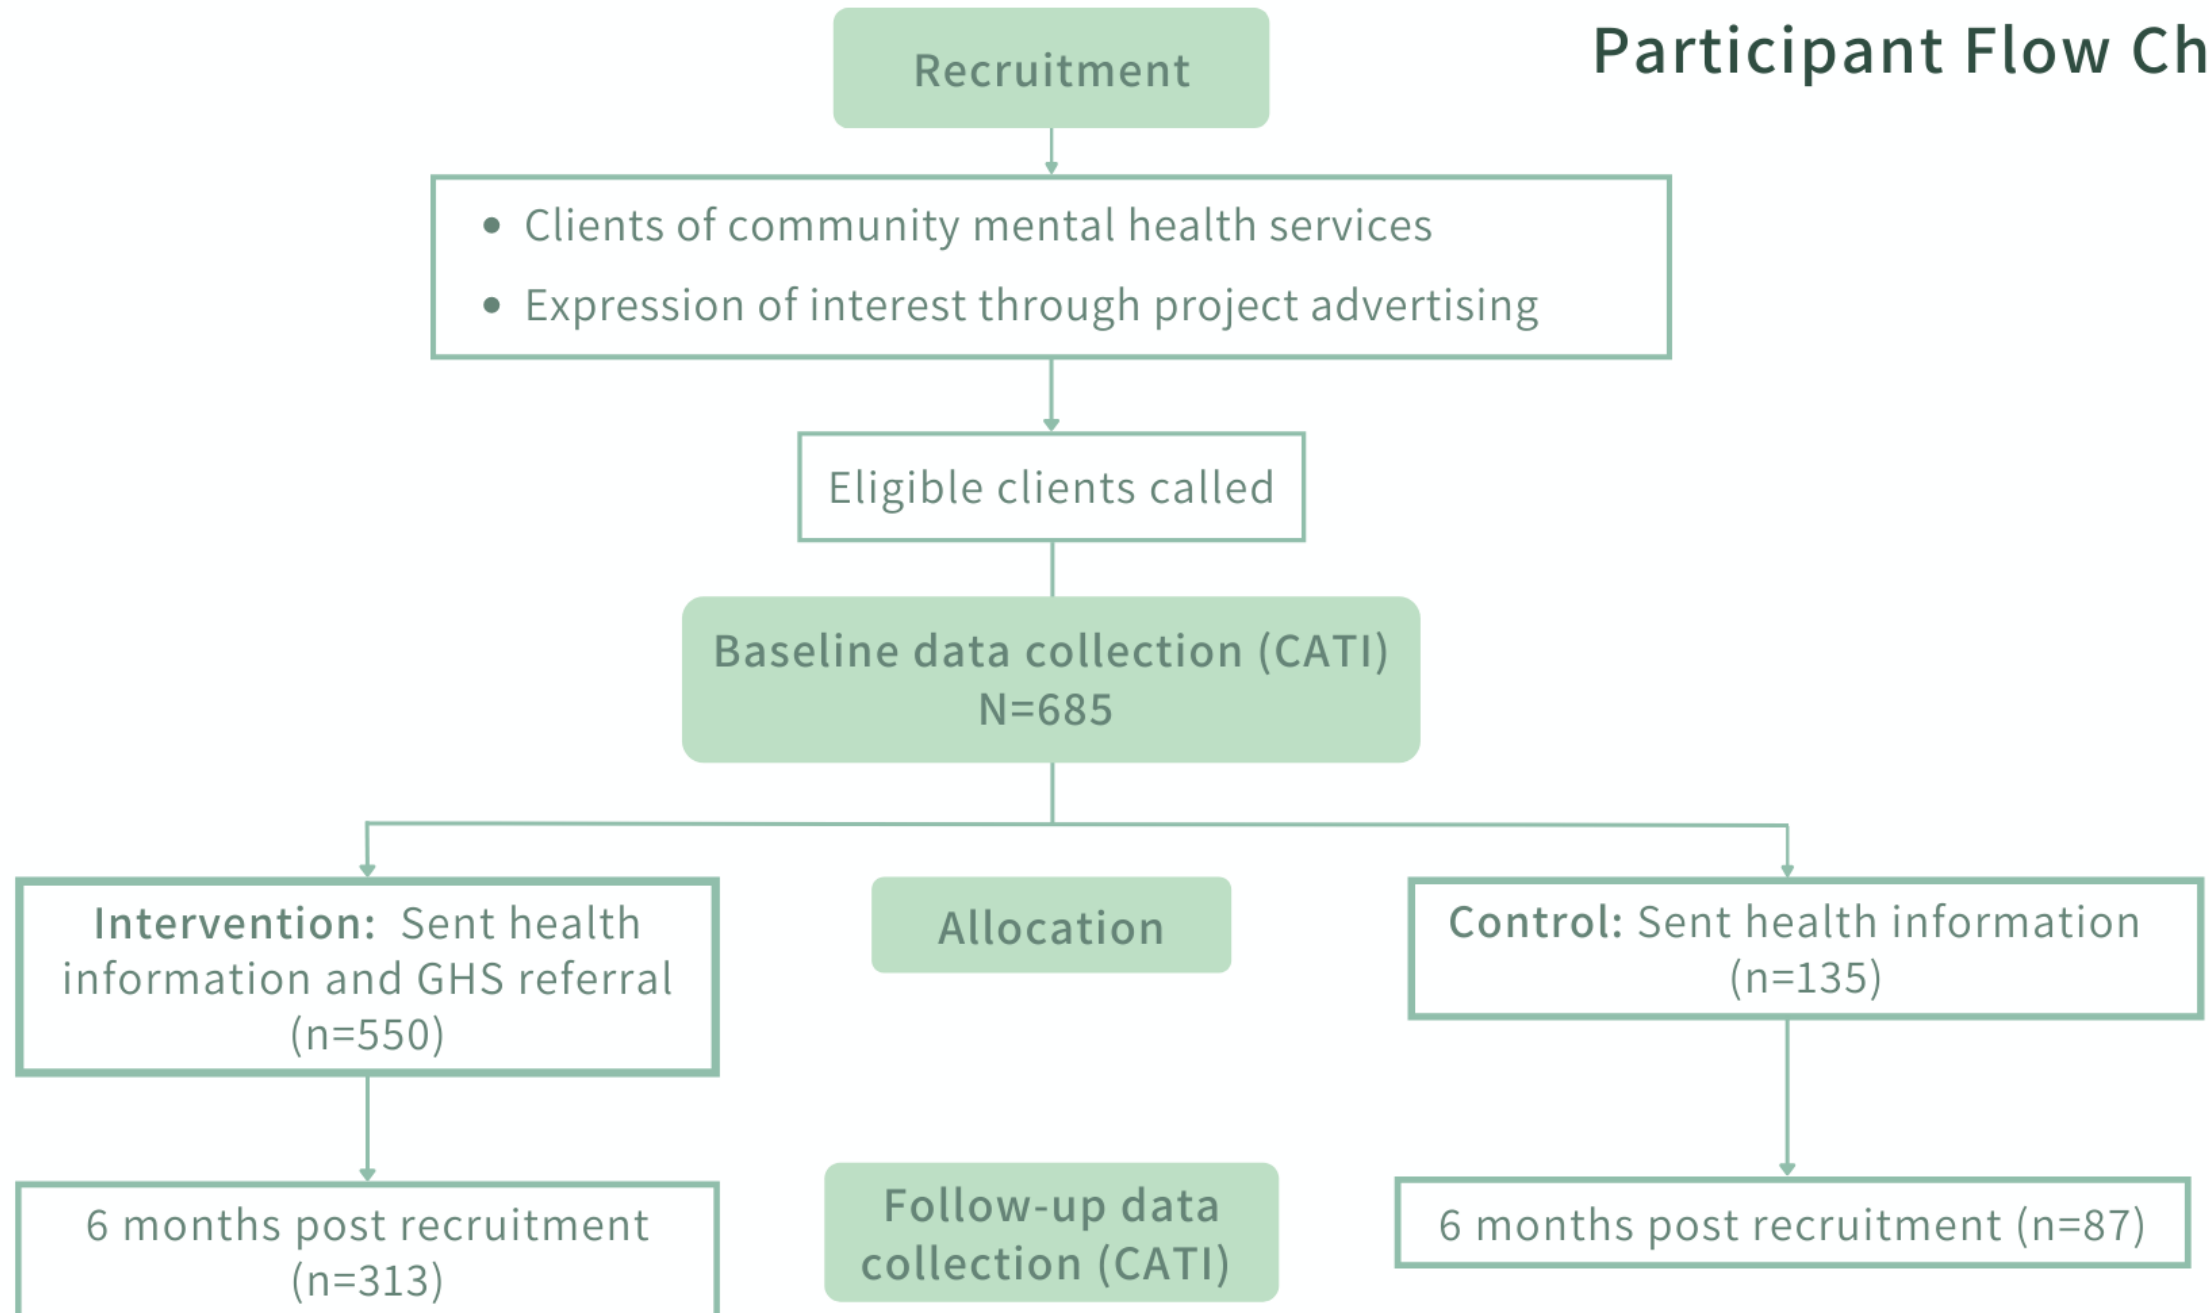 Participant Flow Ch
Recruitment
• Clients of community mental health services
• Expression of interest through project advertising
Eligible clients called
Baseline data collection (CATI)
N=685
Intervention: Sent health
information and GHS referral
(n=550)
Allocation
Control: Sent health information
(n=135)
6 months post recruitment
(n=313)
Follow-up data
collection (CATI)
6 months post recruitment (n=87)